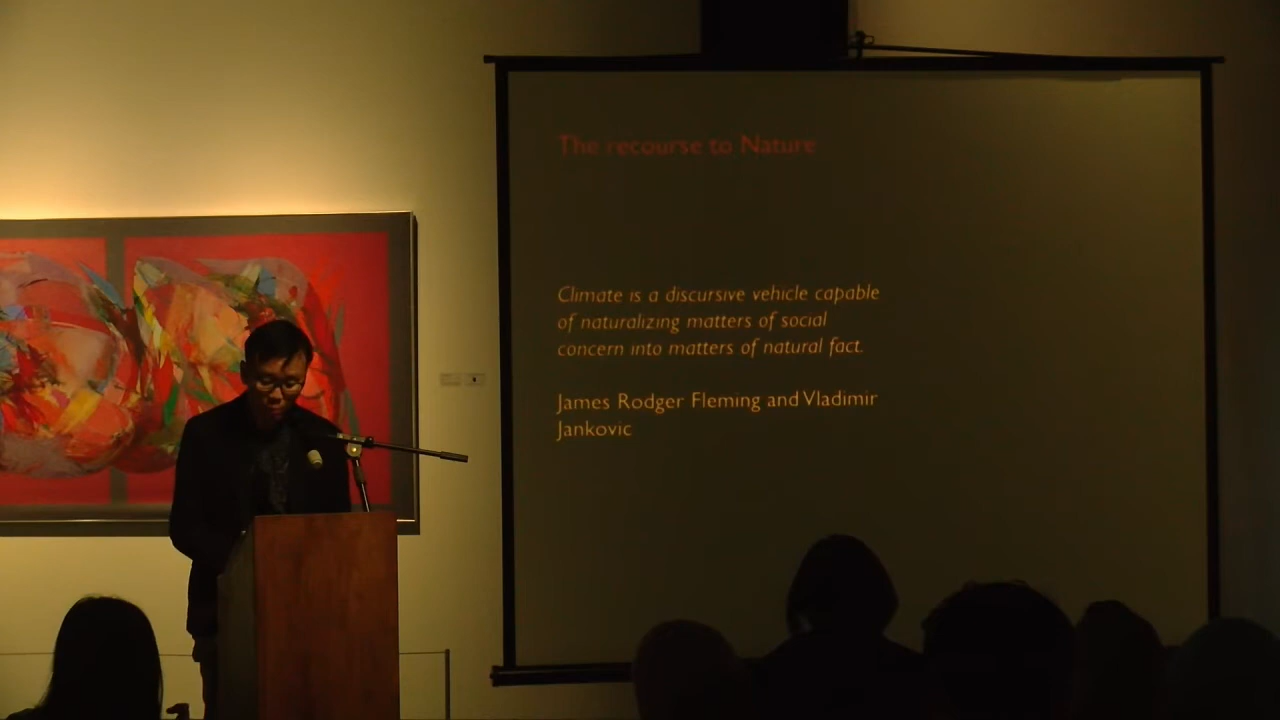 The recourse to Nature
Climate is a discursive vehicle capable
of naturalizing matters of social
concern into matters of natural fact.
James Rodger Fleming and Vladimir
Jankovic